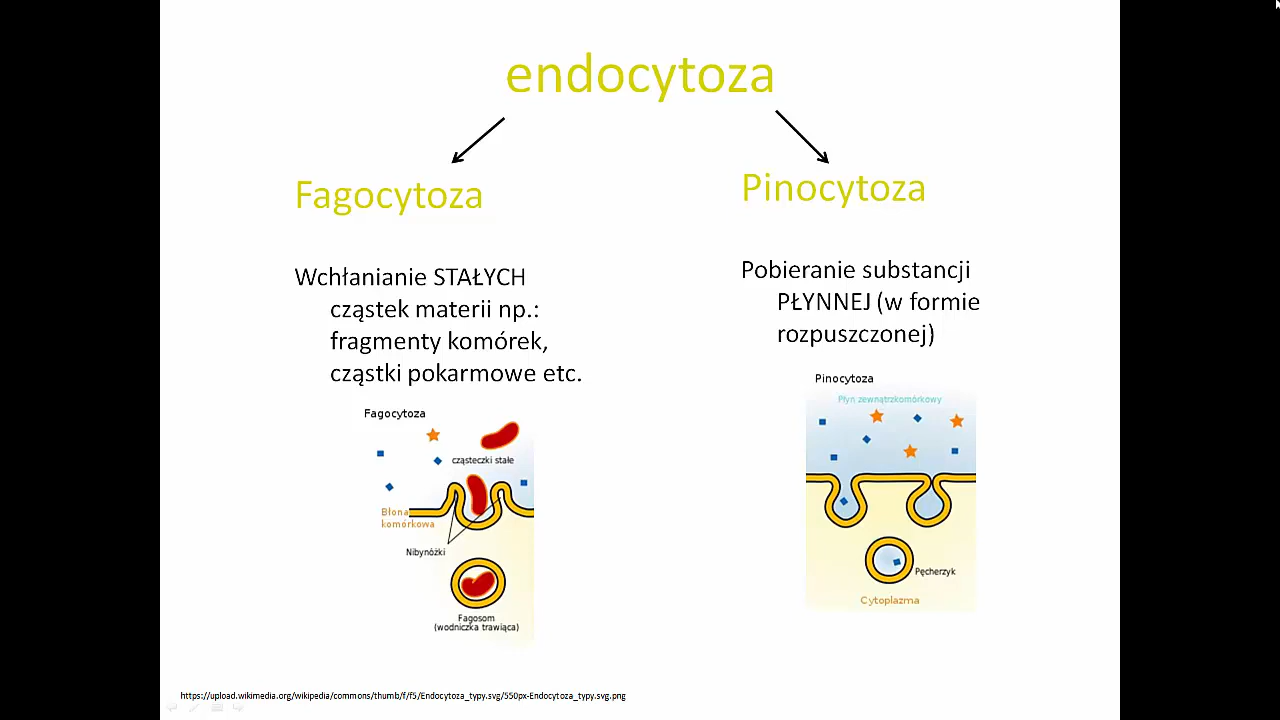 endocytoza
Fagocytoza
Wchłanianie STAŁYCH
cząstek materii np.:
fragmenty komórek,
cząstki pokarmowe etc.
Fagocytoza
cząsteczki stałe
Błona
komórkowa
Nibynóżki
Fagosom
(wodniczka trawiąca)
Pinocytoza
Pobieranie substancji
PŁYNNEJ (w formie
rozpuszczonej)
Pinocytoza
Płyn zewnątrzkomórkowy
Pęcherzyk
Cytoplazma
https://upload.wikimedia.org/wikipedia/commons/thumb/f/f5/Endocytoza_typy.svg/550px-Endocytoza_typy.svg.png